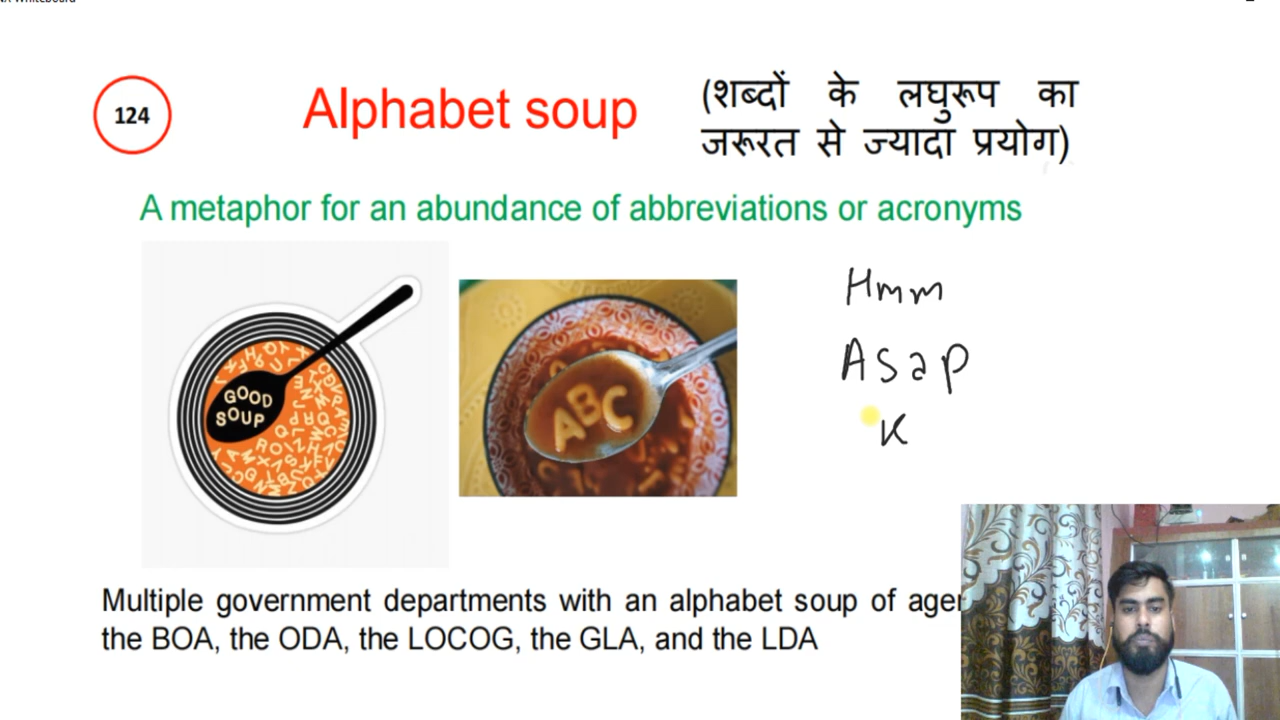 124
Alphabet soup
(शब्दों के लघुरूप का
जरूरत से ज्यादा प्रयोग)
A metaphor for an abundance of abbreviations or acronyms
GOOD
SOUP
ABC
Hmm
Asap
K
Multiple government departments with an alphabet soup of
the BOA, the ODA, the LOCOG, the GLA, and the LDA